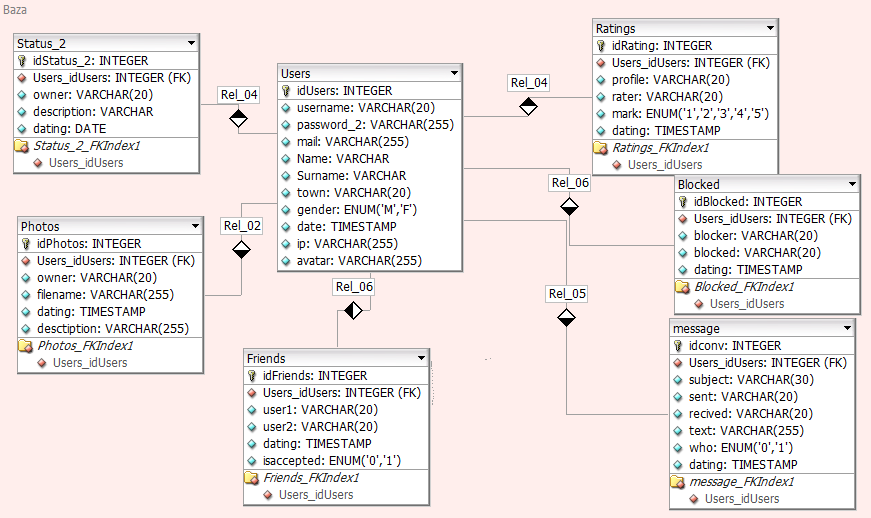 Baza
Status_2
idStatus_2: INTEGER
Users_idUsers: INTEGER (FK)
owner: VARCHAR(20)
description: VARCHAR
dating: DATE
Status_2_FKIndex1
Users_idUsers
Rel_04
Users
idUsers: INTEGER
username: VARCHAR(20)
password_2: VARCHAR(255)
mail: VARCHAR(255)
Name: VARCHAR
Surname: VARCHAR
town: VARCHAR(20)
gender: ENUM('M','F')
date: TIMESTAMP
ip: VARCHAR(255)
avatar: VARCHAR(255)
Rel_04
Ratings
idRating: INTEGER
Users_idUsers: INTEGER (FK)
profile: VARCHAR(20)
rater: VARCHAR(20)
mark: ENUM('1','2','3','4','5')
dating: TIMESTAMP
Ratings_FKIndex1
Users_idUsers
Rel_06
Blocked
idBlocked: INTEGER
Users_idUsers: INTEGER (FK)
blocker: VARCHAR(20)
blocked: VARCHAR(20)
dating: TIMESTAMP
Blocked_FKIndex1
Users_idUsers
Photos
idPhotos: INTEGER
Users_idUsers: INTEGER (FK)
owner: VARCHAR(20)
filename: VARCHAR(255)
dating: TIMESTAMP
desctiption: VARCHAR(255)
Photos_FKIndex1
Users_idUsers
Rel_02
Rel_06
Rel_05
Friends
idFriends: INTEGER
Users_idUsers: INTEGER (FK)
user1: VARCHAR(20)
user2: VARCHAR(20)
dating: TIMESTAMP
isaccepted: ENUM('0','1')
Friends_FKIndex1
Users_idUsers
message
idconv: INTEGER
Users_idUsers: INTEGER (FK)
subject: VARCHAR(30)
sent: VARCHAR(20)
recived: VARCHAR(20)
text: VARCHAR(255)
who: ENUM('0','1')
dating: TIMESTAMP
message_FKIndex1
Users_idUsers